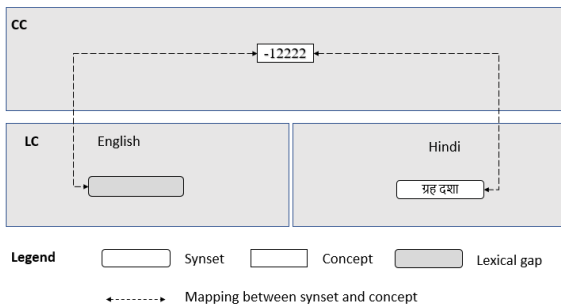 CC
-12222
LC
English
Hindi
ग्रह दशा
Legend
Synset
Concept
Lexical gap
Mapping between synset and concept